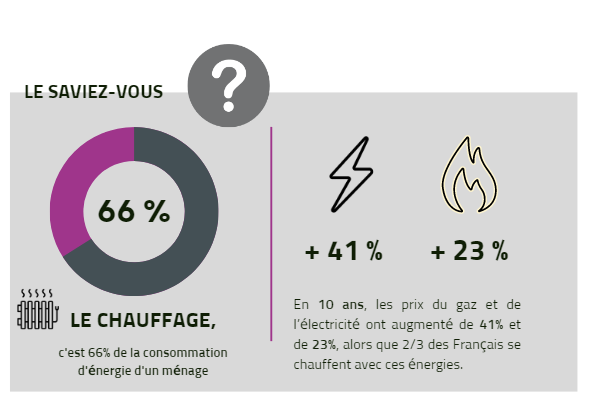 LE SAVIEZ-VOUS
?
66 %
LE CHAUFFAGE,
c'est 66% de la consommation
d'énergie d'un ménage
+ 41 %
+ 23 %
En 10 ans, les prix du gaz et de
l'électricité ont augmenté de 41% et
de 23%, alors que 2/3 des Français se
chauffent avec ces énergies.